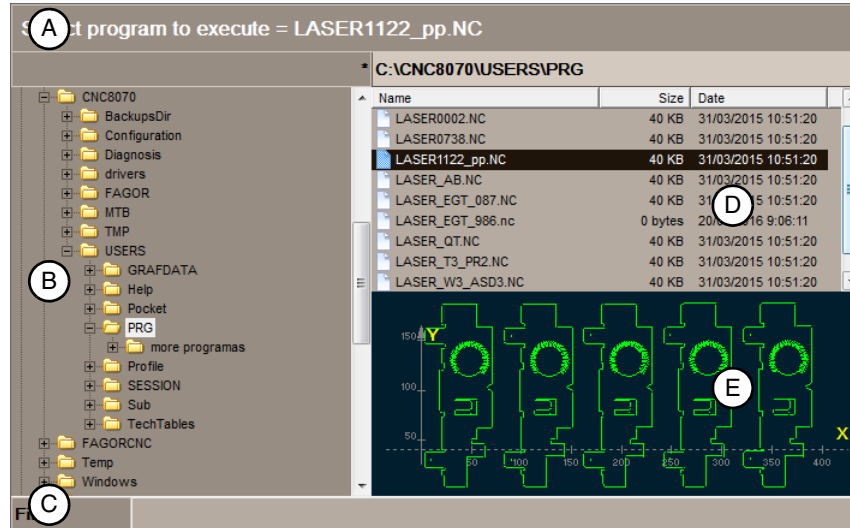 A
ct program to execute = LASER1122_pp.NC
* C:\CNC8070\USERS\PRG
CNC8070
BackupsDir
Configuration
Diagnosis
drivers
FAGOR
MTB
TMP
USERS
B
GRAFDATA
Help
Pocket
PRG
more programas
Profile
SESSION
Sub
TechTables
FAGORCNC
Temp
Windows
C
Name Size Date
LASER0002.NC 40 KB 31/03/2015 10:51:20
LASER0738.NC 40 KB 31/03/2015 10:51:20
LASER1122_pp.NC 40 KB 31/03/2015 10:51:20
LASER_AB.NC 40 KB 31/03/2015 10:51:20
LASER_EGT_087.NC 40 KB 31/03/2015 10:51:20
D
LASER_EGT_986.nc 0 bytes 9:06:11
LASER_QT.NC 40 KB 31/03/2015 10:51:20
LASER_T3_PR2.NC 40 KB 31/03/2015 10:51:20
LASER_W3_ASD3.NC 40 KB 31/03/2015 10:51:20
150 Y
100
E
50
X
50 100 150 200 250 300 350 400